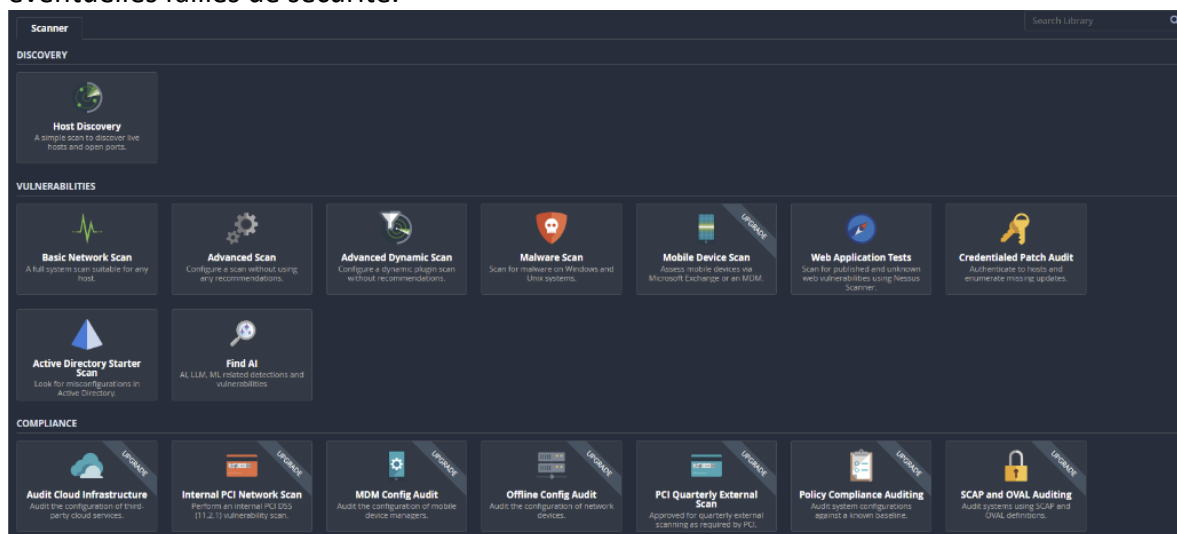 éventuelles failles de sécurité.
Scanner
Search Library
DISCOVERY
Host Discovery
A simple scan to discover live
hosts and open ports.
VULNERABILITIES
Basic Network Scan
A full system scan suitable for any
host.
Advanced Scan
Configure a scan without using
any recommendations.
Advanced Dynamic Scan
Configure a dynamic plugin scan
without recommendations.
Malware Scan
Scan for malware on Windows and
Unix systems.
UPGRADE
Mobile Device Scan
Assess mobile devices via
Microsoft Exchange or an MDM.
Web Application Tests
Scan for published and unknown
web vulnerabilities using Nessus
Scanner.
Credentialed Patch Audit
Authenticate to hosts and
enumerate missing updates.
Active Directory Starter
Scan
Look for misconfigurations in
Active Directory.
Find AI
AI, LLM, ML related detections and
vulnerabilities
COMPLIANCE
UPGRADE
Audit Cloud Infrastructure
Audit the configuration of third-
party cloud services.
UPGRADE
Internal PCI Network Scan
Perform an internal PCI DSS
(11.2.1) vulnerability scan.
UPGRADE
MDM Config Audit
Audit the configuration of mobile
device managers.
UPGRADE
Offline Config Audit
Audit the configuration of network
devices.
UPGRADE
PCI Quarterly External
Scan
Approved for quarterly external
scanning as required by PCI.
UPGRADE
Policy Compliance Auditing
Audit system configurations
against a known baseline.
UPGRADE
SCAP and OVAL Auditing
Audit systems using SCAP and
OVAL definitions.